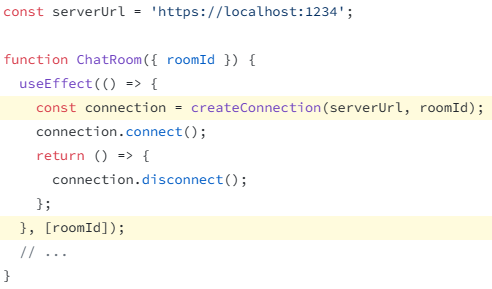 const serverUrl = 'https://localhost:1234';

function ChatRoom({ roomId }) {
  useEffect(() => {
    const connection = createConnection(serverUrl, roomId);
    connection.connect();
    return () => {
      connection.disconnect();
    };
  }, [roomId]);
  // ...
}